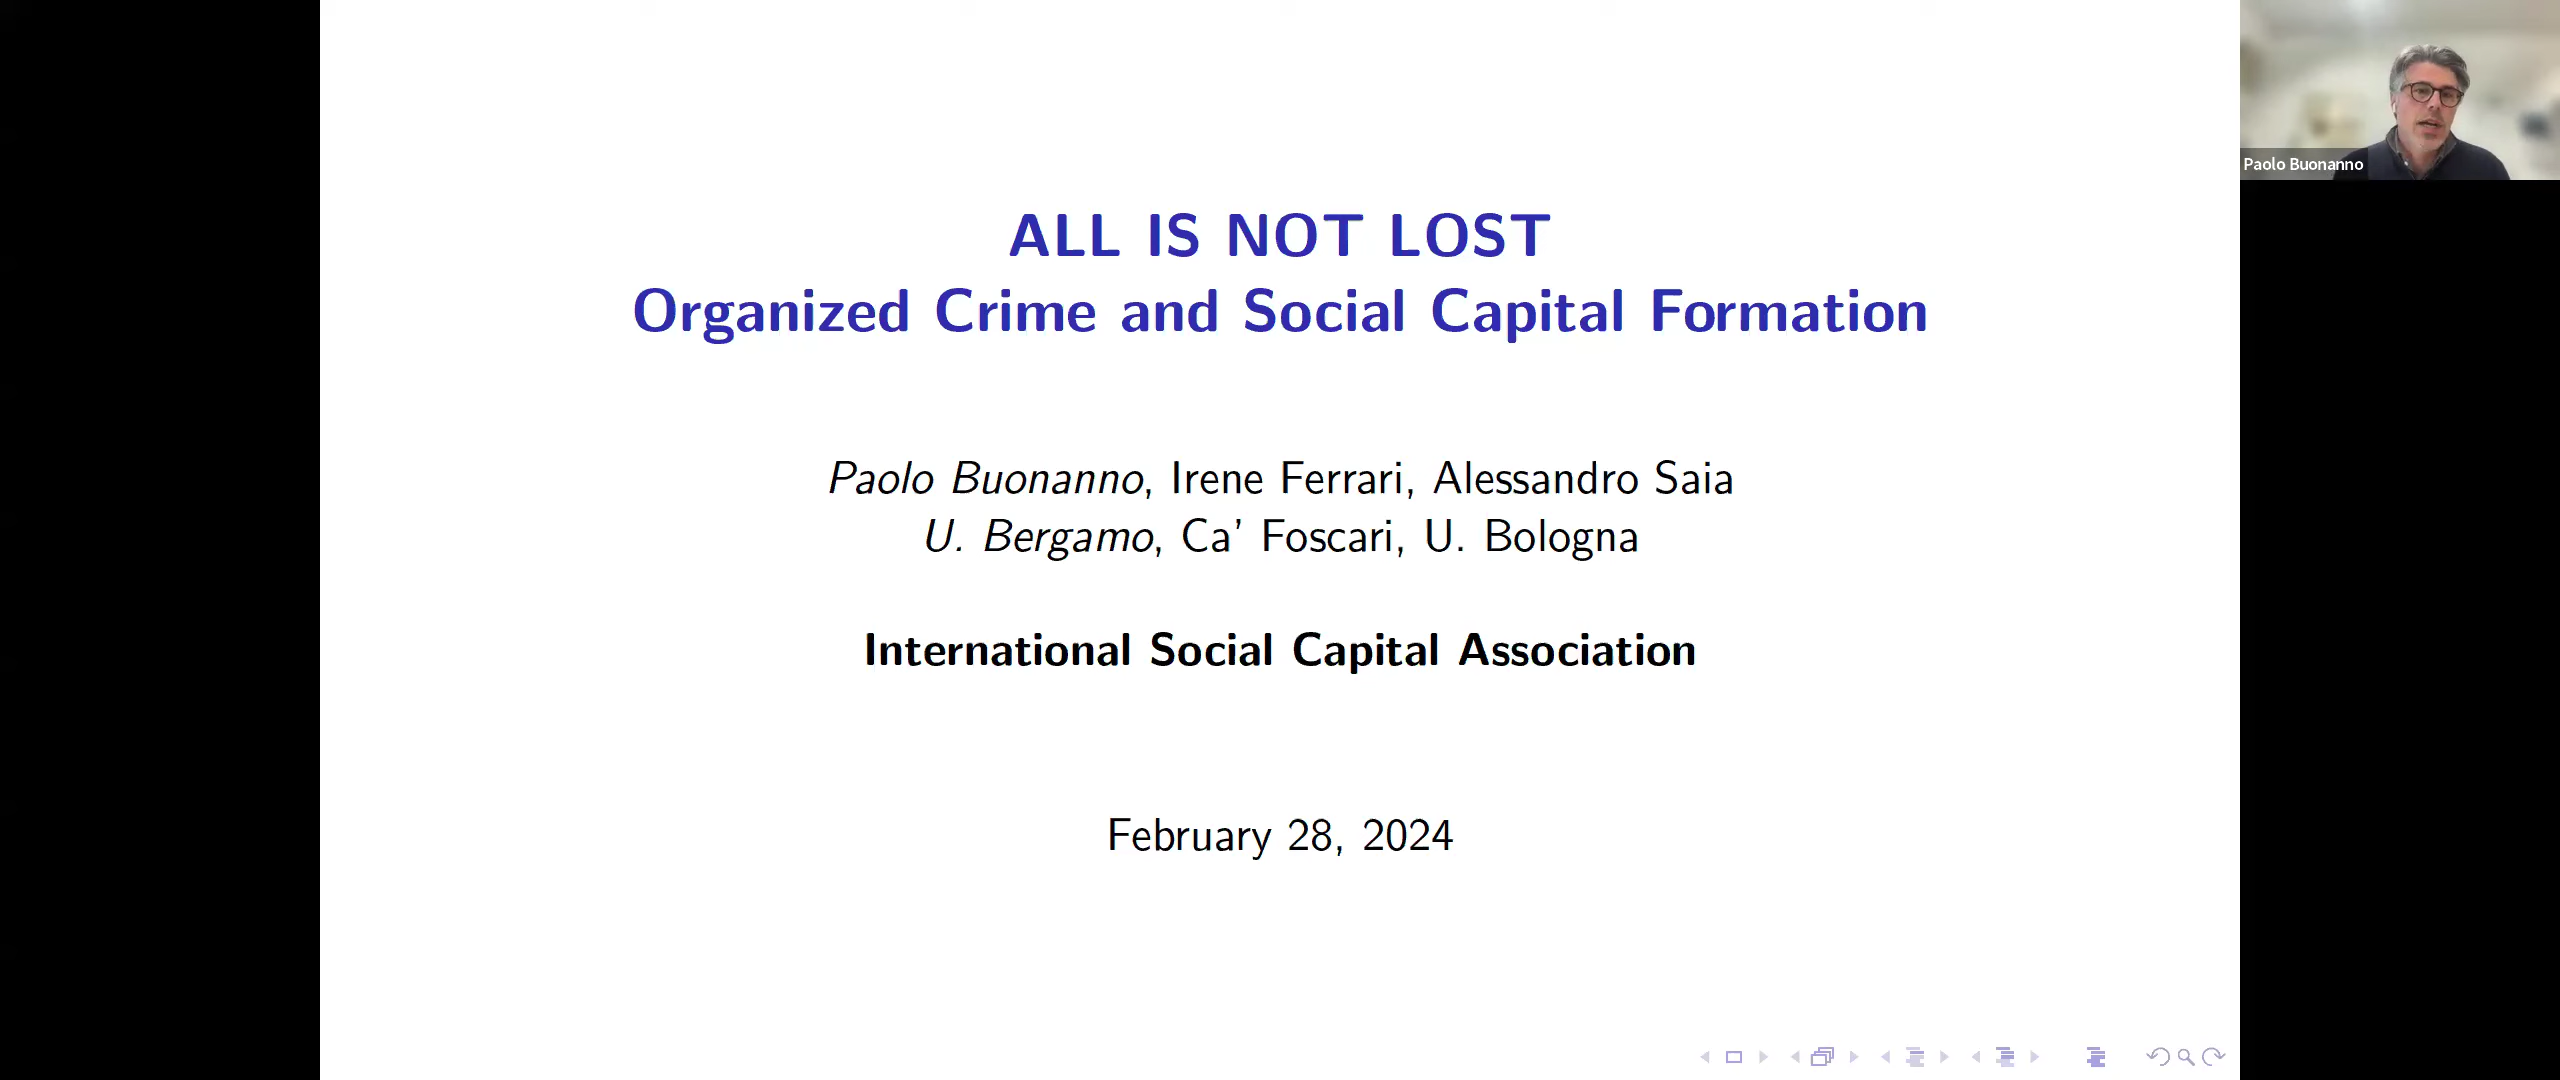 ALL IS NOT LOST
Organized Crime and Social Capital Formation
Paolo Buonanno, Irene Ferrari, Alessandro Saia
U. Bergamo, Ca' Foscari, U. Bologna
International Social Capital Association
February 28, 2024
Paolo Buonanno